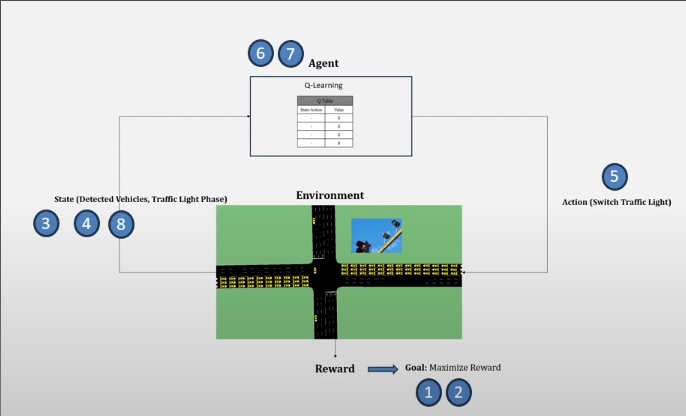 6 7
Agent
Q-Learning
Q Table
State-Action Value
- 0
- 0
- 0
- 0
5
State (Detected Vehicles, Traffic Light Phase)
Environment
Action (Switch Traffic Light)
3 4 8
Reward
Goal: Maximize Reward
1 2